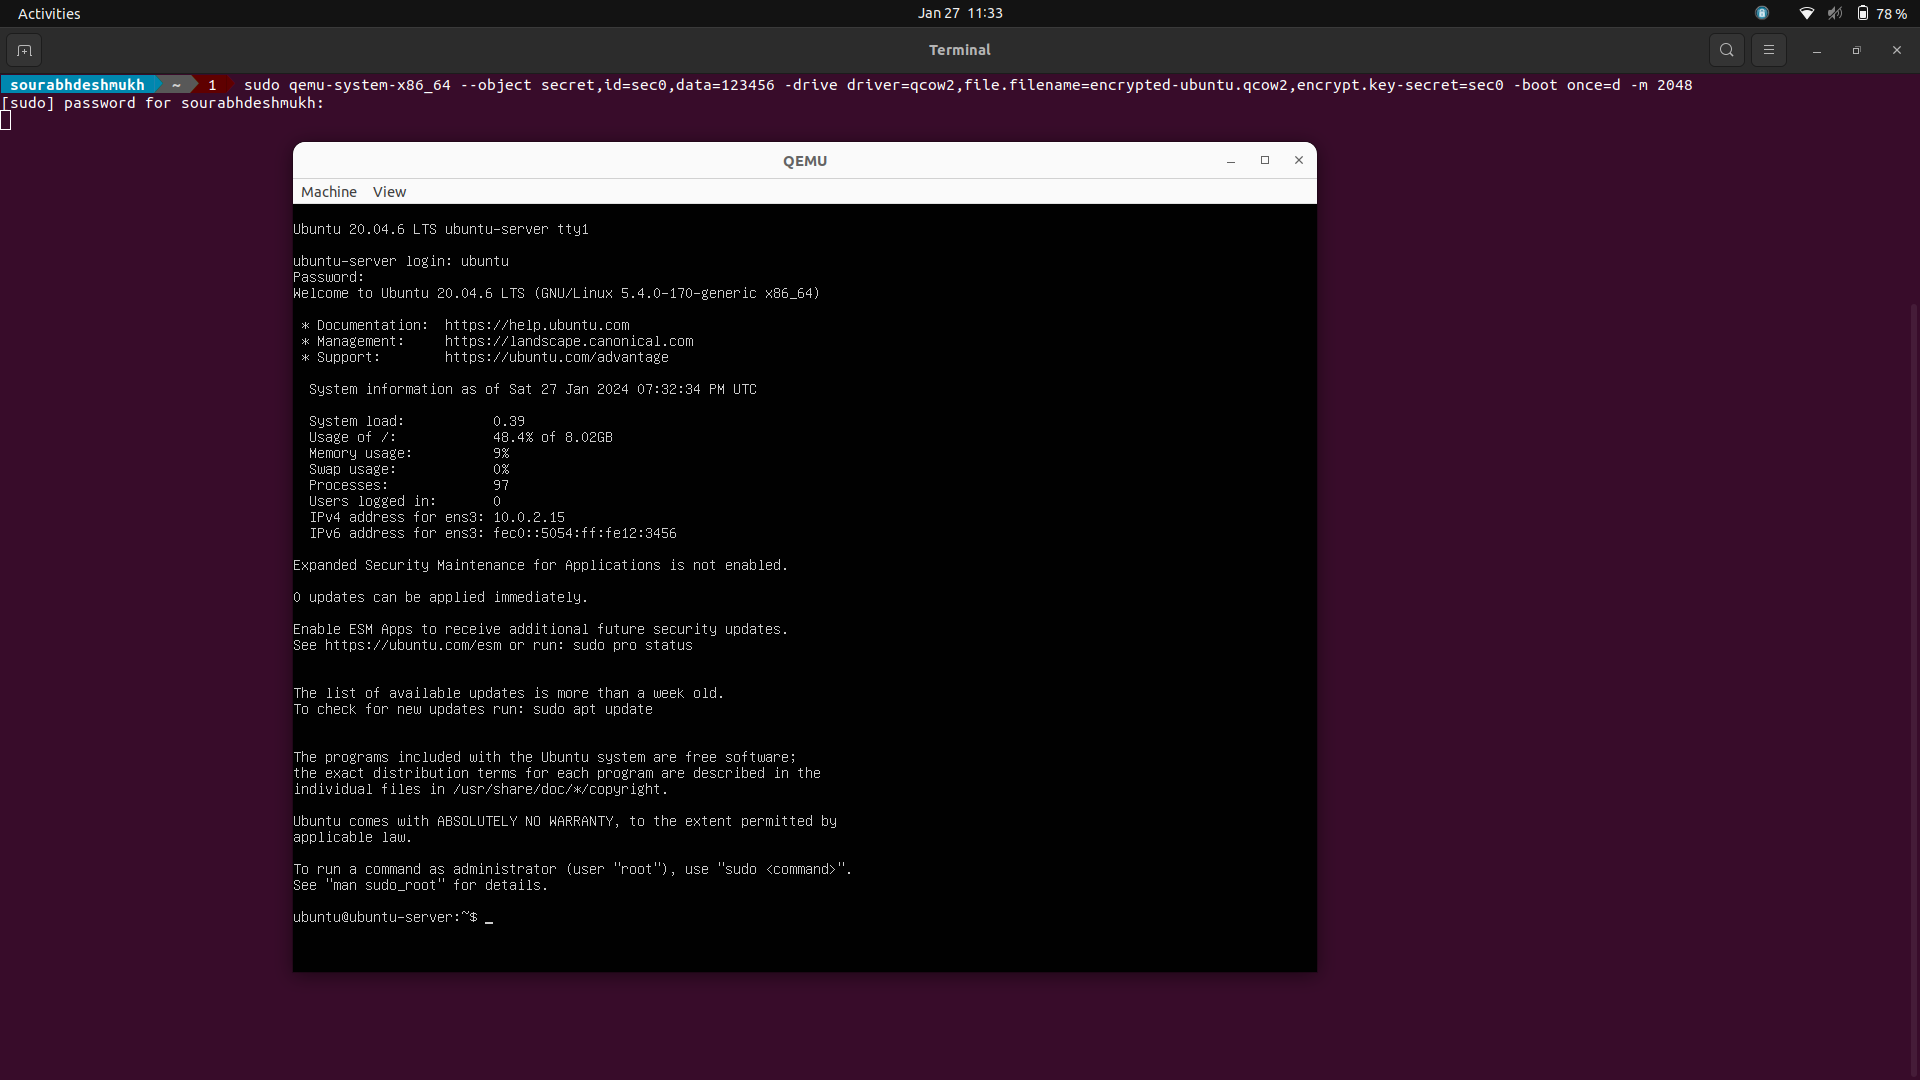 Activities
Jan 27 11:33
78 %
Terminal
sourabhdeshmukh ~ 1 sudo qemu-system-x86_64 --object secret,id=sec0,data=123456 -drive driver=qcow2,file.filename=encrypted-ubuntu.qcow2,encrypt.key-secret=sec0 -boot once=d -m 2048
[sudo] password for sourabhdeshmukh:
QEMU
Machine View
Ubuntu 20.04.6 LTS ubuntu-server tty1
ubuntu-server login: ubuntu
Password:
Welcome to Ubuntu 20.04.6 LTS (GNU/Linux 5.4.0-170-generic x86_64)
* Documentation: https://help.ubuntu.com
* Management: https://landscape.canonical.com
* Support: https://ubuntu.com/advantage
System information as of Sat 27 Jan 2024 07:32:34 PM UTC
System load: 0.39
Usage of /: 48.4% of 8.02GB
Memory usage: 9%
Swap usage: 0%
Processes: 97
Users logged in: 0
IPv4 address for ens3: 10.0.2.15
IPv6 address for ens3: fec0::5054:ff:fe12:3456
Expanded Security Maintenance for Applications is not enabled.
0 updates can be applied immediately.
Enable ESM Apps to receive additional future security updates.
See https://ubuntu.com/esm or run: sudo pro status
The list of available updates is more than a week old.
To check for new updates run: sudo apt update
The programs included with the Ubuntu system are free software;
the exact distribution terms for each program are described in the
individual files in /usr/share/doc/*/copyright.
Ubuntu comes with ABSOLUTELY NO WARRANTY, to the extent permitted by
applicable law.
To run a command as administrator (user "root"), use "sudo <command>".
See "man sudo_root" for details.
ubuntu@ubuntu-server:~$ _